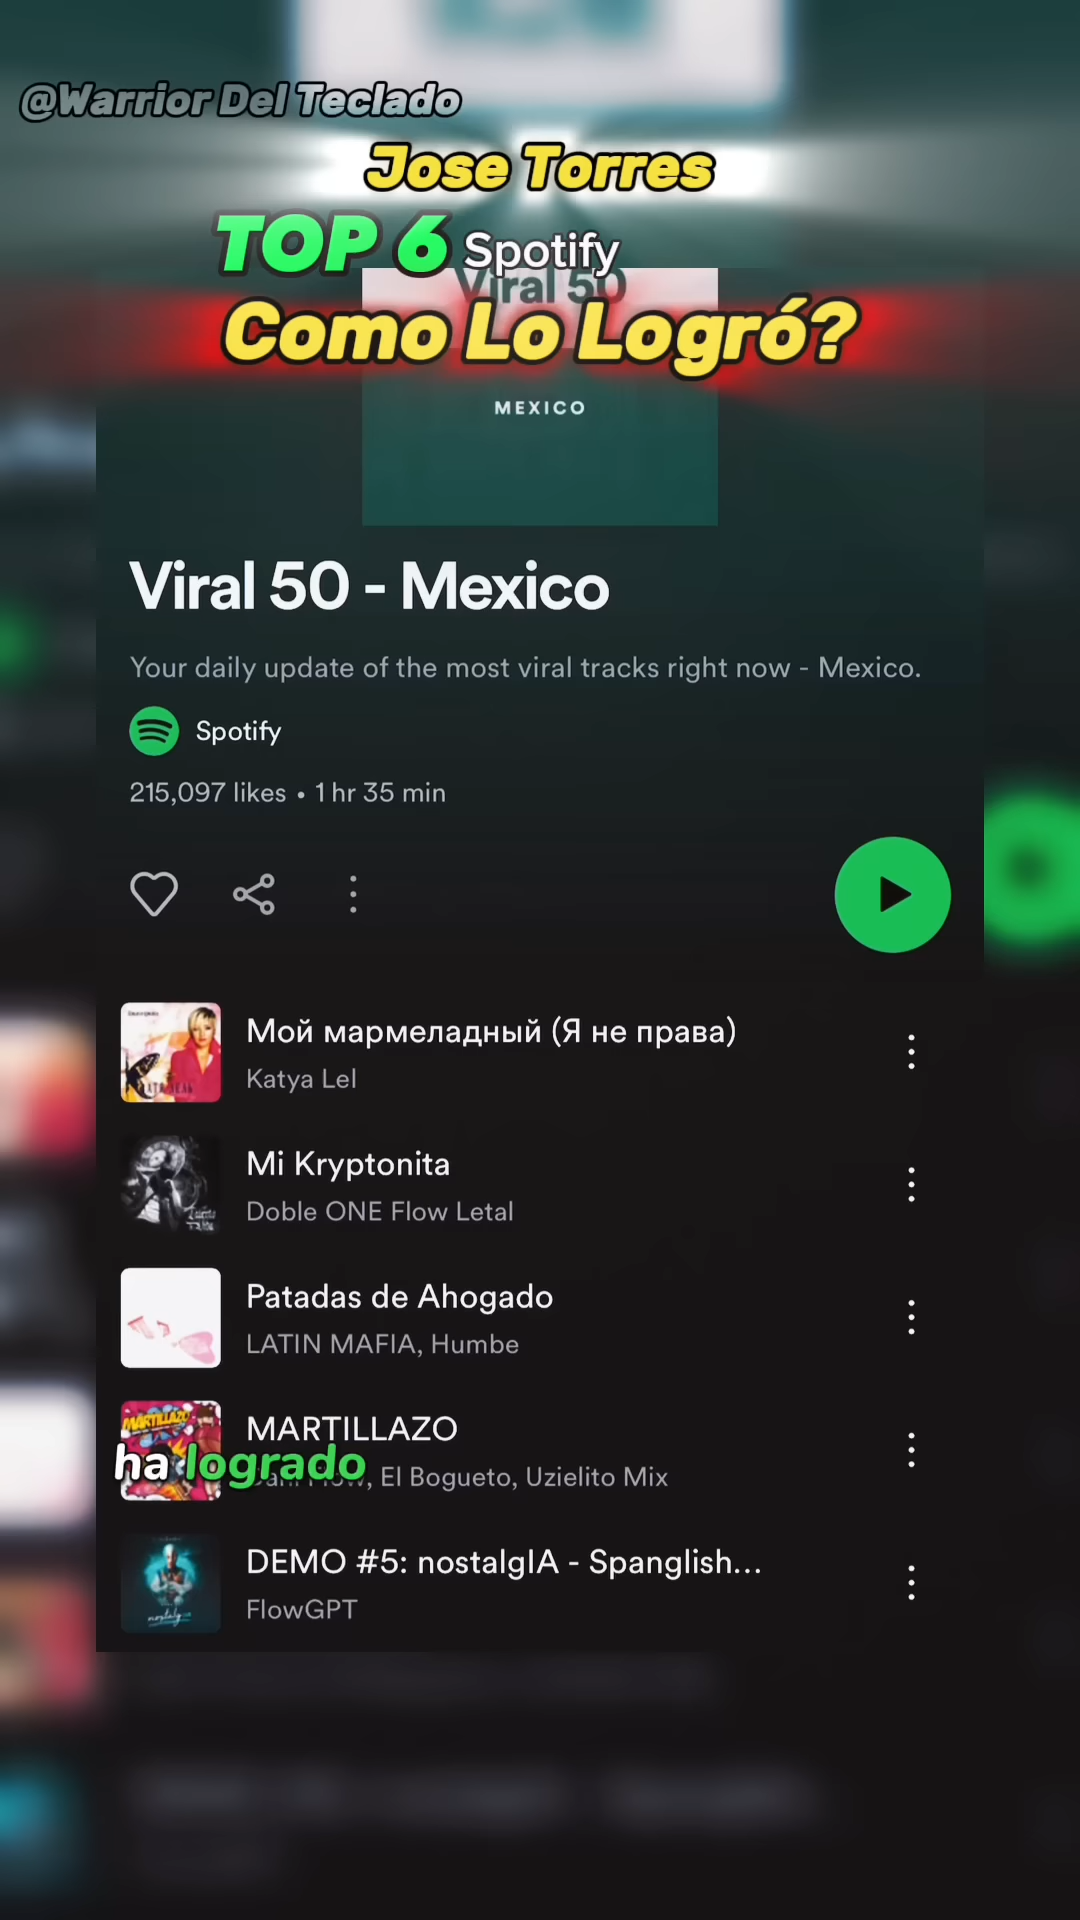 @Warrior Del Teclado
Jose Torres
TOP 6 Spotify
Viral 50
Como Lo Logró?
MEXICO
Viral 50 - Mexico
Your daily update of the most viral tracks right now - Mexico.
Spotify
215,097 likes • 1 hr 35 min
Мой мармеладный (Я не права)
Katya Lel
Mi Kryptonita
Doble ONE Flow Letal
Patadas de Ahogado
LATIN MAFIA, Humbe
MARTILLAZO
MARTILLAZO
ha logrado
El Bogueto, Uzielito Mix
DEMO #5: nostalgIA - Spanglish...
FlowGPT